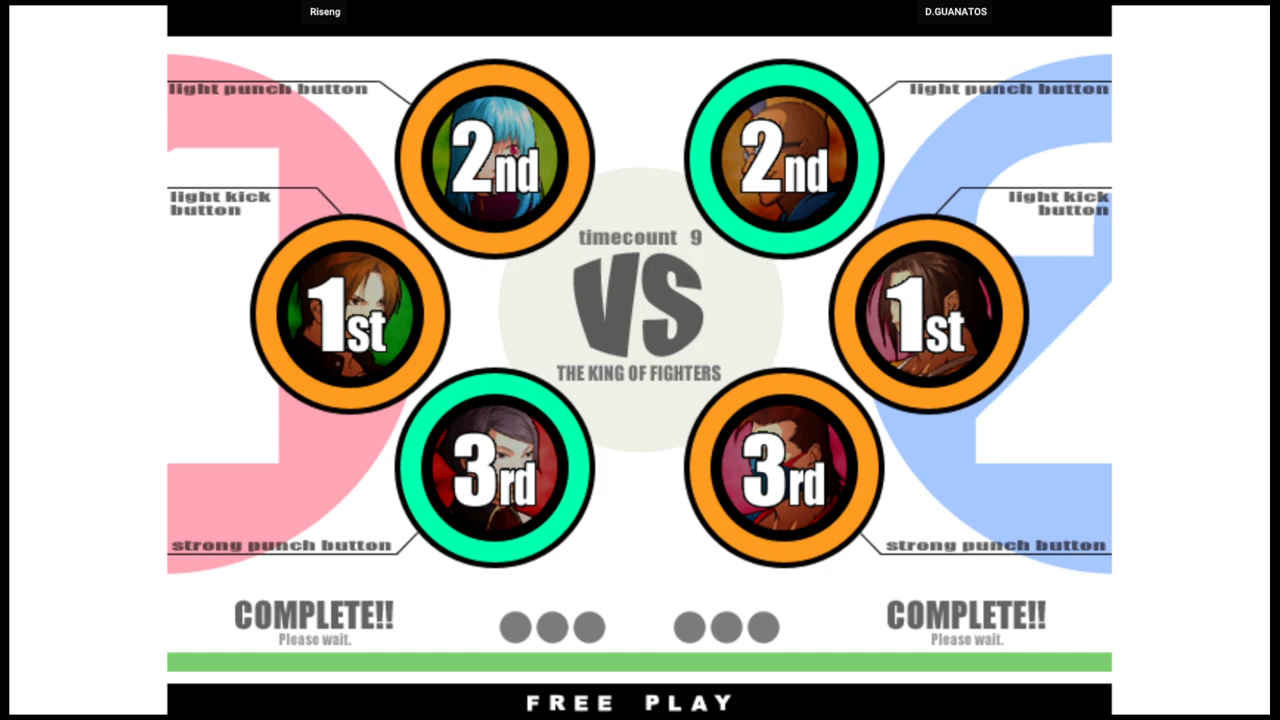 Riseng
D.GUANATOS
light punch button
light punch button
2nd
2nd
light kick
button
light kick
button
timecount 9
VS
THE KING OF FIGHTERS
1st
1st
3rd
3rd
strong punch button
strong punch button
COMPLETE!!
Please wait.
COMPLETE!!
Please wait.
FREE PLAY